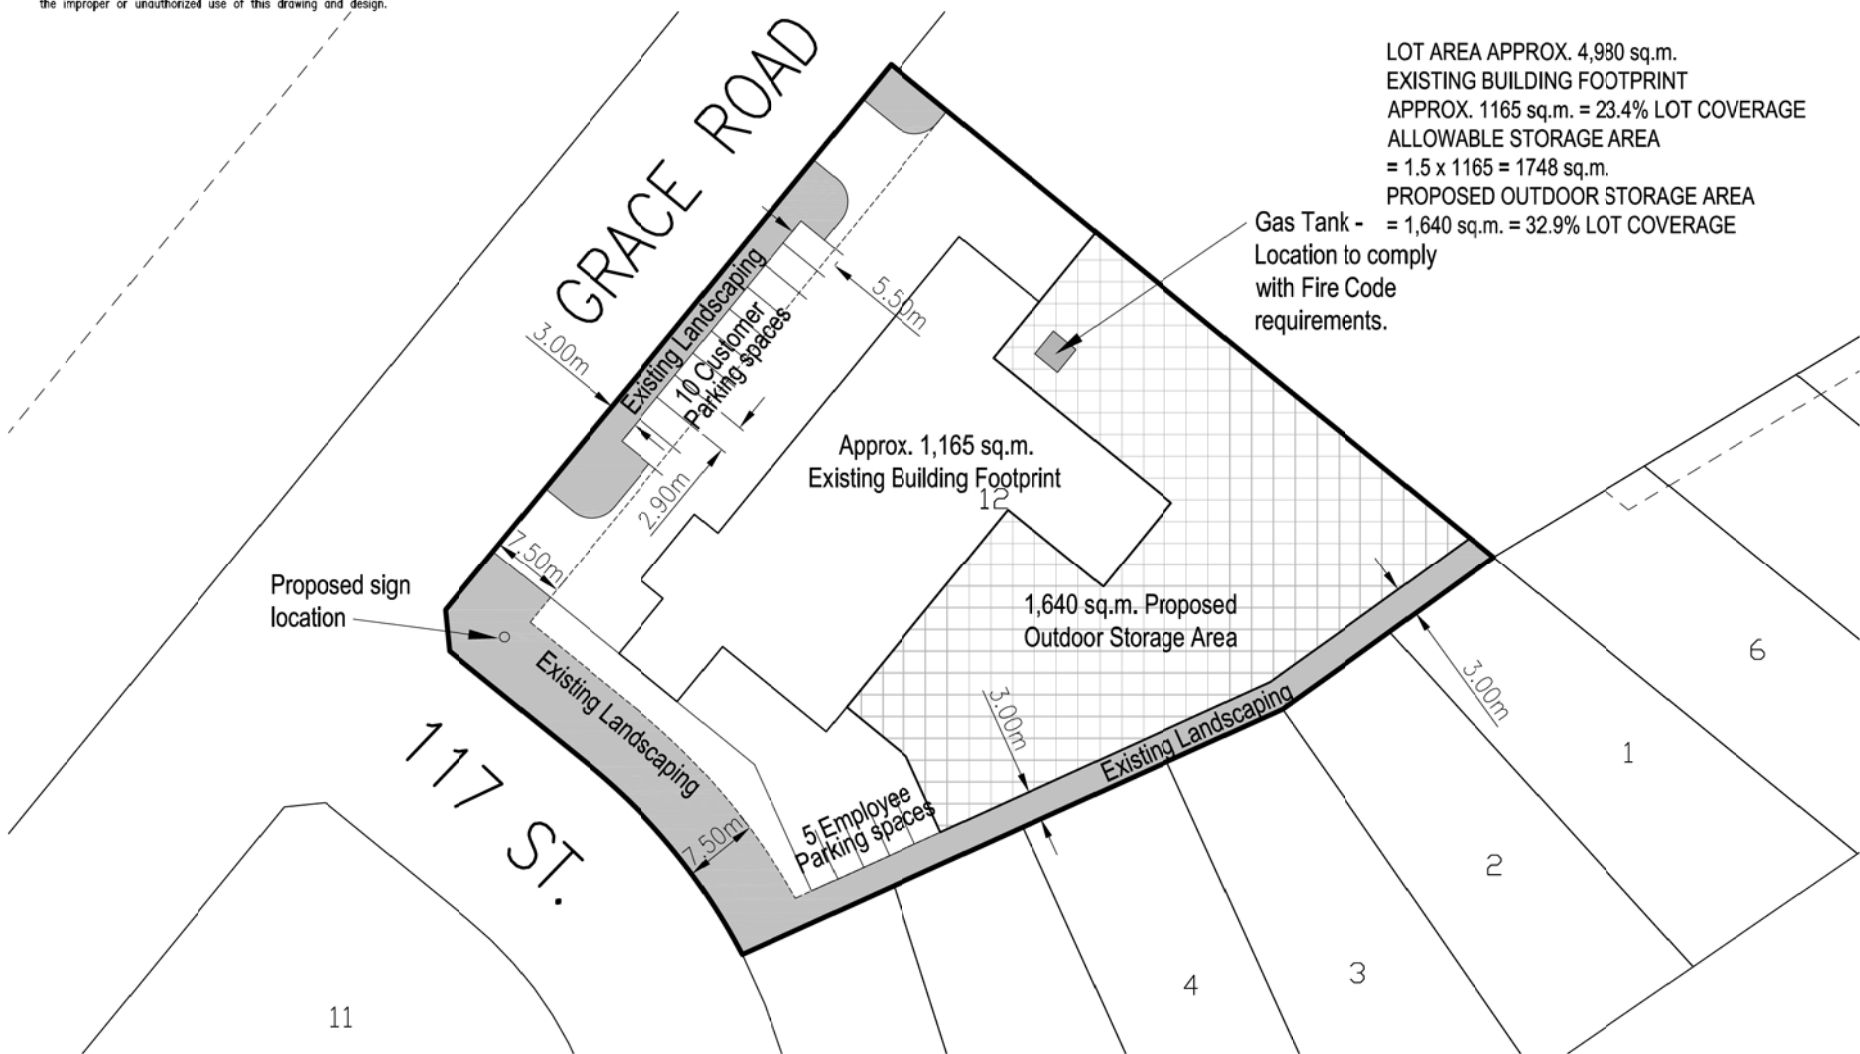 the improper or unauthorized use of this drawing and design.
GRACE ROAD
LOT AREA APPROX. 4,980 sq.m.
EXISTING BUILDING FOOTPRINT
APPROX. 1165 sq.m. = 23.4% LOT COVERAGE
ALLOWABLE STORAGE AREA
= 1.5 x 1165 = 1748 sq.m.
PROPOSED OUTDOOR STORAGE AREA
= 1,640 sq.m. = 32.9% LOT COVERAGE
Gas Tank -
Location to comply
with Fire Code
requirements.
5.50m
3.00m
Existing Landscaping
10 Customer
Parking spaces
2.90m
Approx. 1,165 sq.m.
Existing Building Footprint
12
7.50m
Proposed sign
location
1,640 sq.m. Proposed
Outdoor Storage Area
Existing Landscaping
3.00m
3.00m
Existing Landscaping
117 ST.
7.50m
5 Employee
Parking spaces
6
1
2
3
4
11